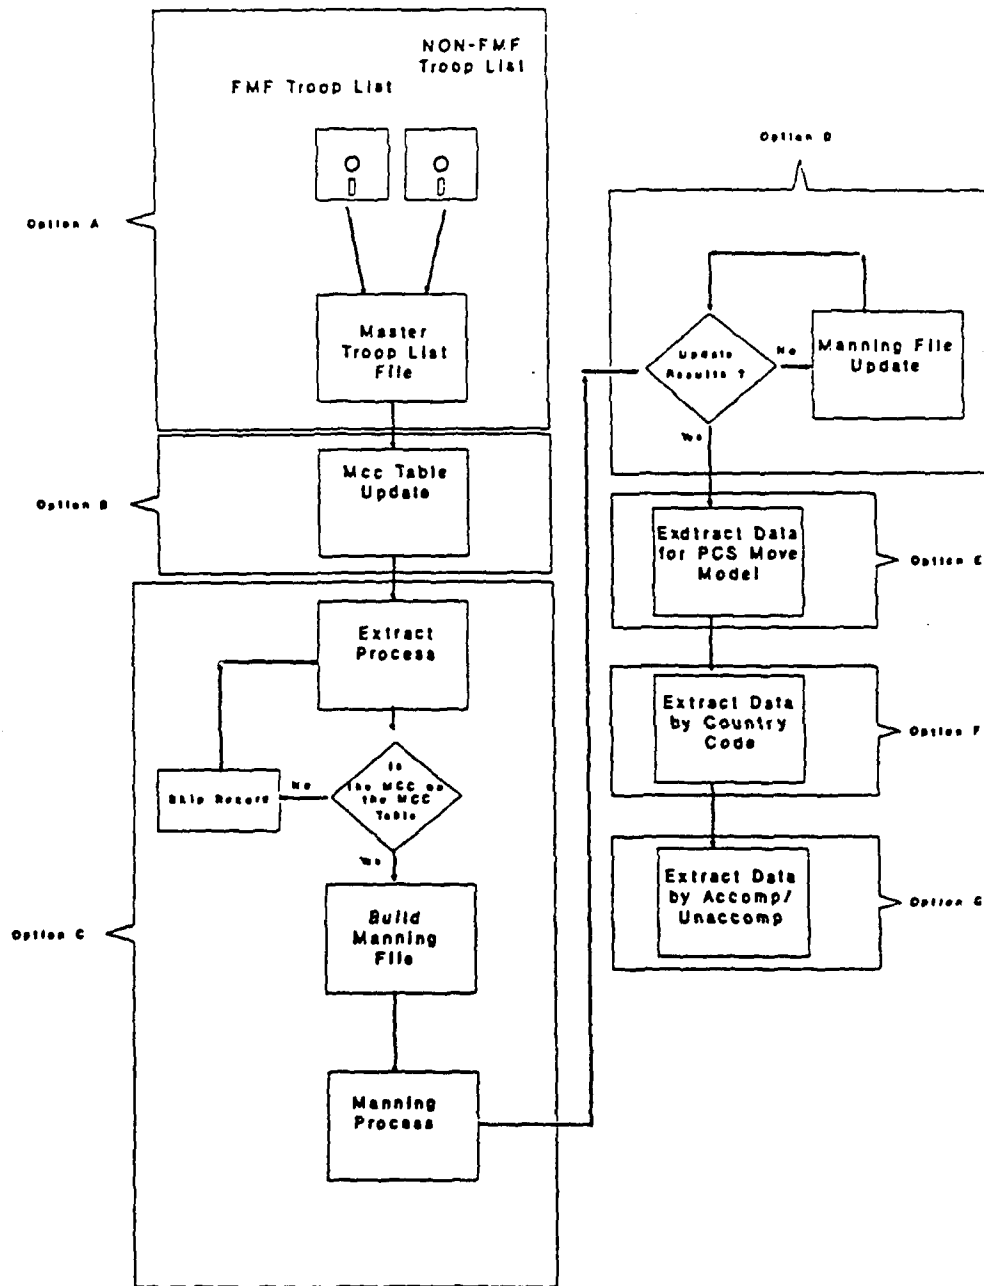 NON-FMF
Troop List
FMF Troop List
Option A
Master
Troop List
File
Option B
Mcc Table
Update
Extract
Process
Skip Record
No
Is
the MCC on
the MCC
Table
Yes
Option C
Build
Manning
File
Manning
Process
Option D
Update
Results ?
No
Manning File
Update
Yes
Exdtract Data
for PCS Move
Model
Option E
Extract Data
by Country
Code
Option F
Extract Data
by Accomp/
Unaccomp
Option G